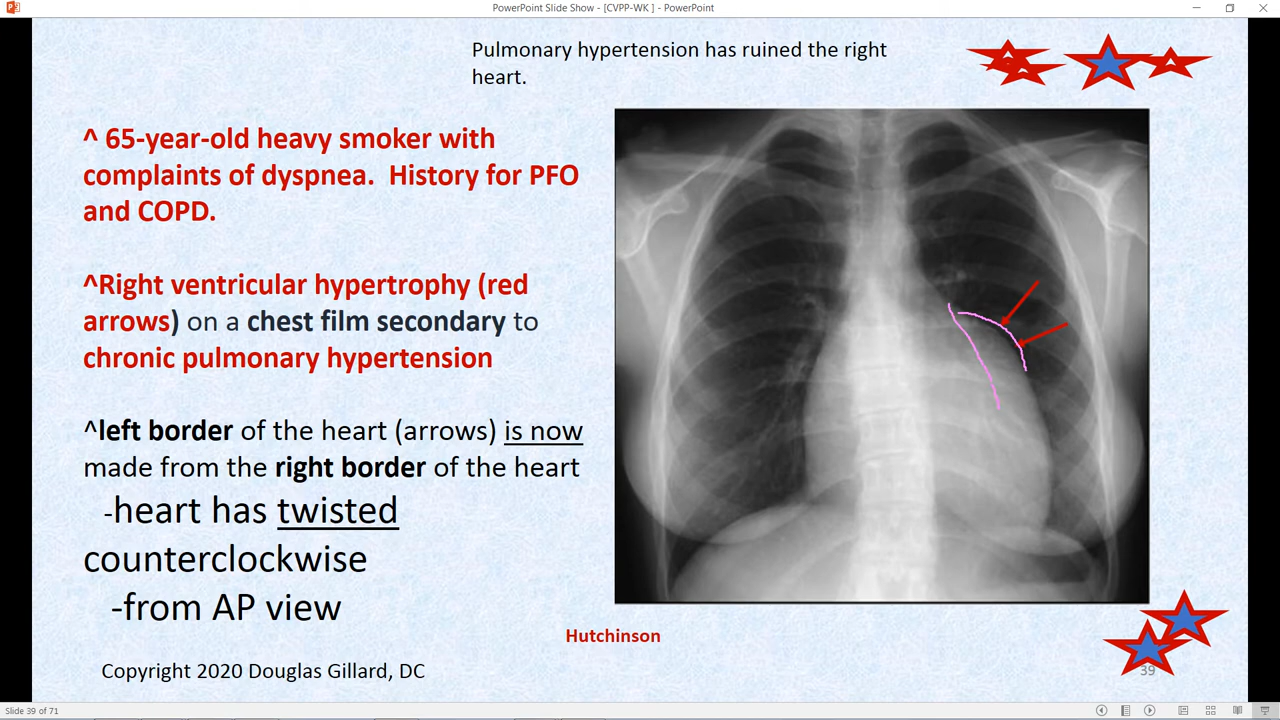 PowerPoint Slide Show - [CVPP-WK ] - PowerPoint
Pulmonary hypertension has ruined the right
heart.
^ 65-year-old heavy smoker with
complaints of dyspnea. History for PFO
and COPD.
^Right ventricular hypertrophy (red
arrows) on a chest film secondary to
chronic pulmonary hypertension
^left border of the heart (arrows) is now
made from the right border of the heart
-heart has twisted
counterclockwise
-from AP view
Hutchinson
Copyright 2020 Douglas Gillard, DC
39
Slide 39 of 71